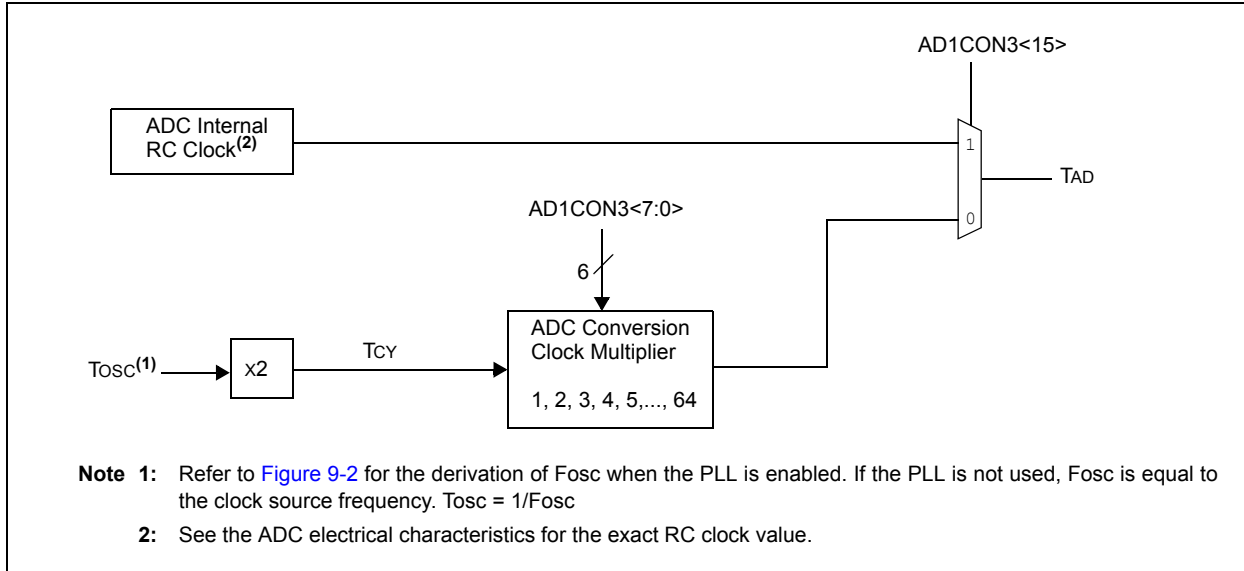 AD1CON3<15>
ADC Internal
RC Clock(2)
1
TAD
AD1CON3<7:0>
0
6
ADC Conversion
Clock Multiplier
TOSC(1)
X2
TCY
1, 2, 3, 4, 5,..., 64
Note 1: Refer to Figure 9-2 for the derivation of Fosc when the PLL is enabled. If the PLL is not used, Fosc is equal to
the clock source frequency. Tosc = 1/Fosc
2: See the ADC electrical characteristics for the exact RC clock value.